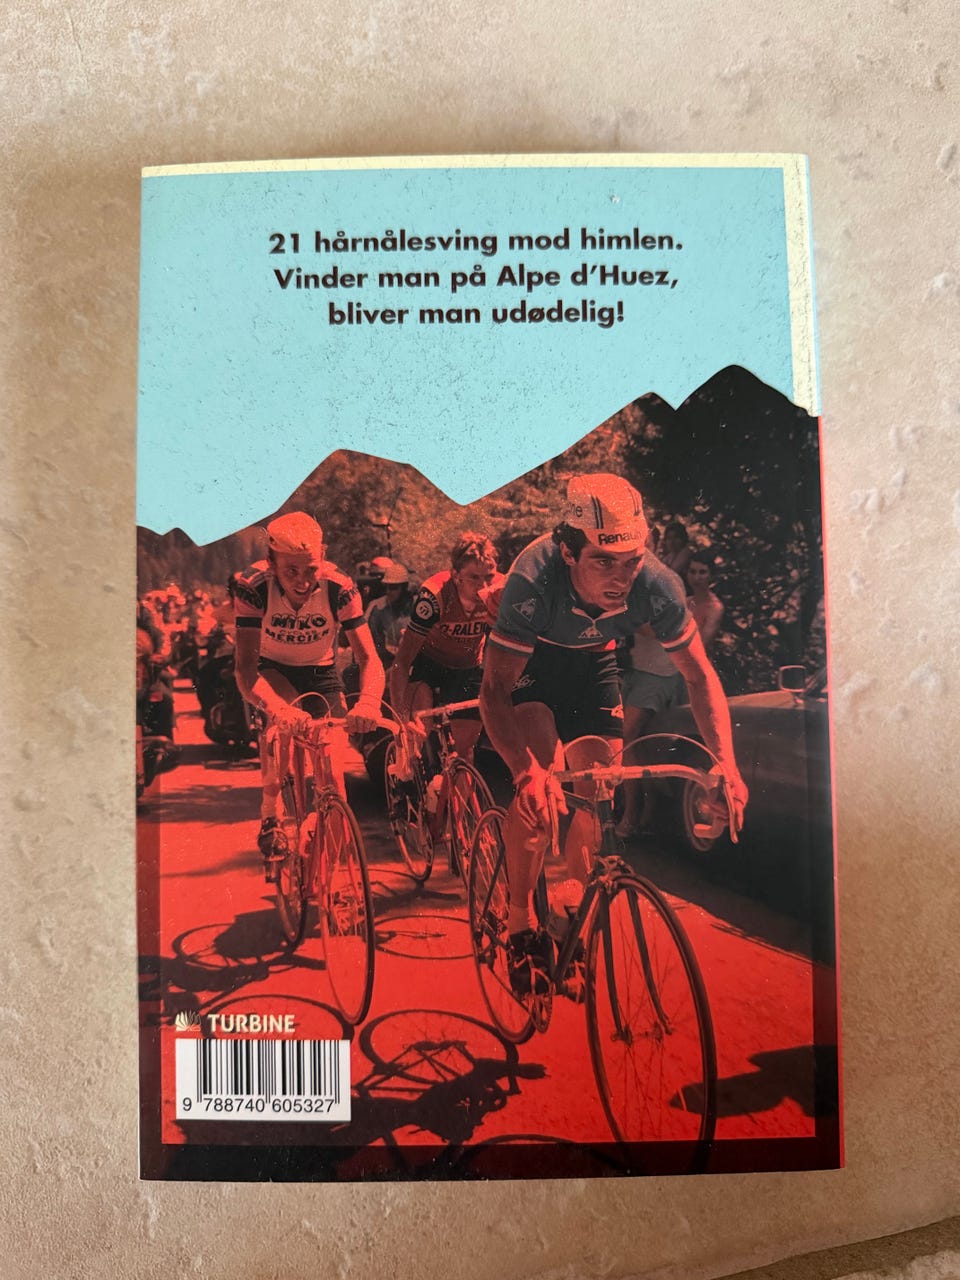 21 hårnålesving mod himlen.
Vinder man på Alpe d'Huez,
bliver man udødelig!
Renault
MIKO
MERCIER
TURBINE
9 788740 605327